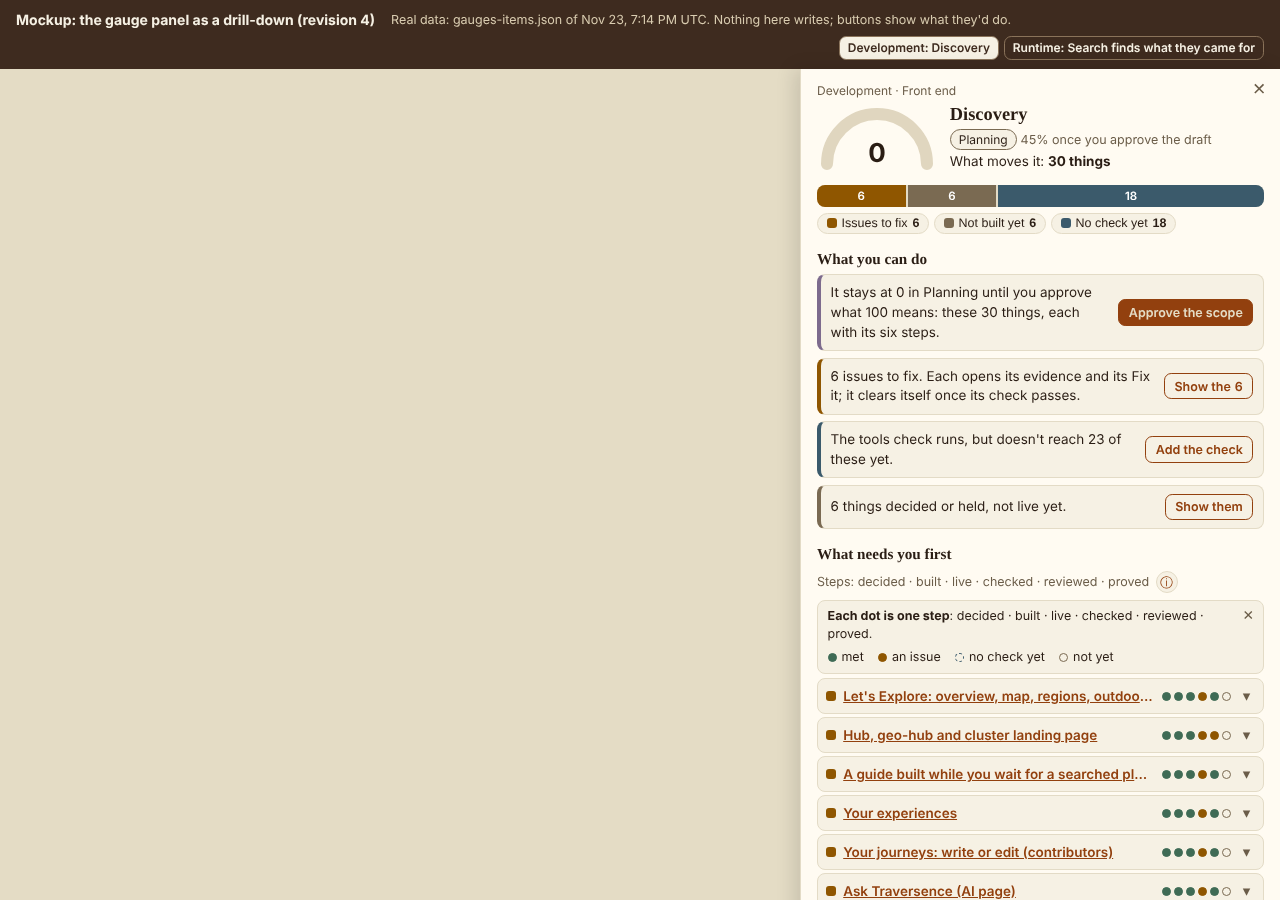 Mockup: the gauge panel as a drill-down (revision 4) Real data: gauges-items.json of Nov 23, 7:14 PM UTC. Nothing here writes; buttons show what they'd do.
Development: Discovery Runtime: Search finds what they came for
Development · Front end ✕
0
Discovery
Planning 45% once you approve the draft
What moves it: 30 things
6 6 18
Issues to fix 6 Not built yet 6 No check yet 18
What you can do
It stays at 0 in Planning until you approve
what 100 means: these 30 things, each
with its six steps.
Approve the scope
6 issues to fix. Each opens its evidence and its Fix
it; it clears itself once its check passes.
Show the 6
The tools check runs, but doesn't reach 23 of
these yet.
Add the check
6 things decided or held, not live yet. Show them
What needs you first
Steps: decided · built · live · checked · reviewed · proved ⓘ
Each dot is one step: decided · built · live · checked · reviewed · ✕
proved.
met an issue no check yet not yet
Let's Explore: overview, map, regions, outdoo... ▼
Hub, geo-hub and cluster landing page ▼
A guide built while you wait for a searched pl... ▼
Your experiences ▼
Your journeys: write or edit (contributors) ▼
Ask Traversence (AI page) ▼